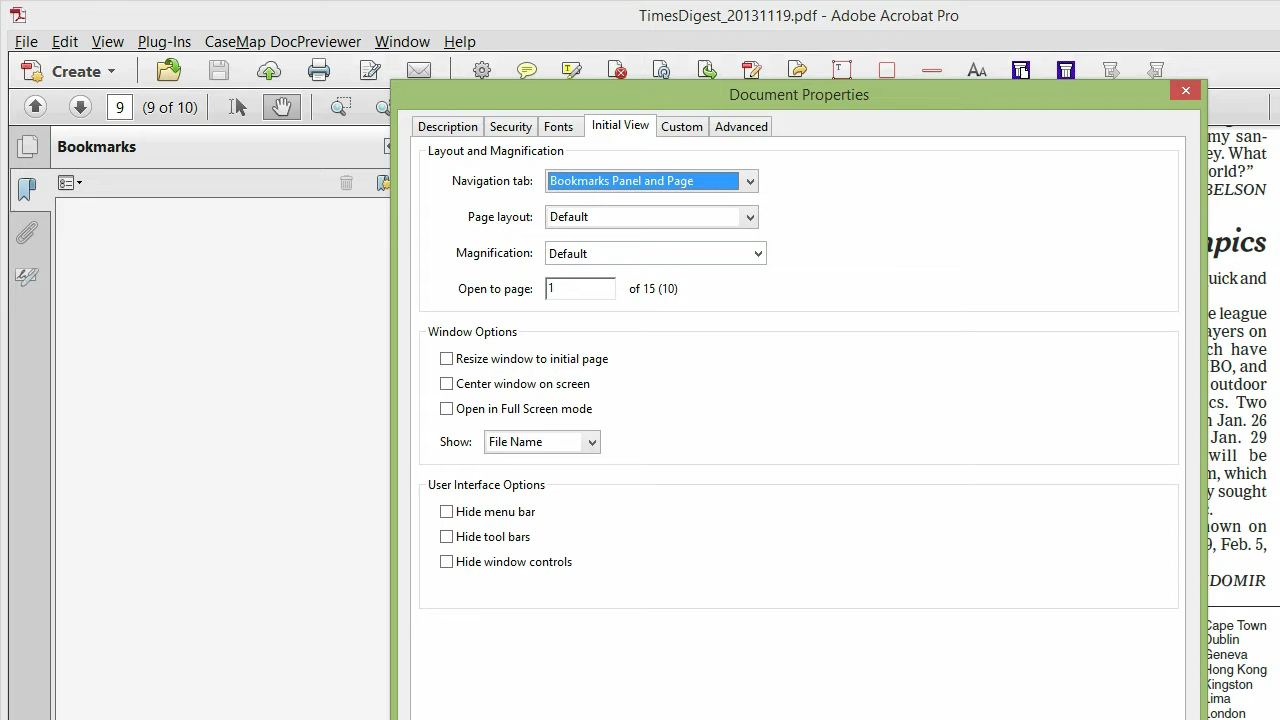 TimesDigest_20131119.pdf - Adobe Acrobat Pro
File Edit View Plug-Ins CaseMap DocPreviewer Window Help
Create
9 (9 of 10)
Document Properties
Bookmarks
Description Security Fonts Initial View Custom Advanced
Layout and Magnification
Navigation tab: Bookmarks Panel and Page
Page layout: Default
Magnification: Default
Open to page: 1 of 15 (10)
Window Options
Resize window to initial page
Center window on screen
Open in Full Screen mode
Show: File Name
User Interface Options
Hide menu bar
Hide tool bars
Hide window controls
my san-
ey. What
orld?”
BELSON
pics
uick and
e league
ayers on
ch have
IBO, and
outdoor
cs. Two
n Jan. 26
Jan. 29
will be
m, which
y sought
own on
9, Feb. 5,
DOMIR
Cape Town
Dublin
Geneva
Hong Kong
Kingston
Lima
London